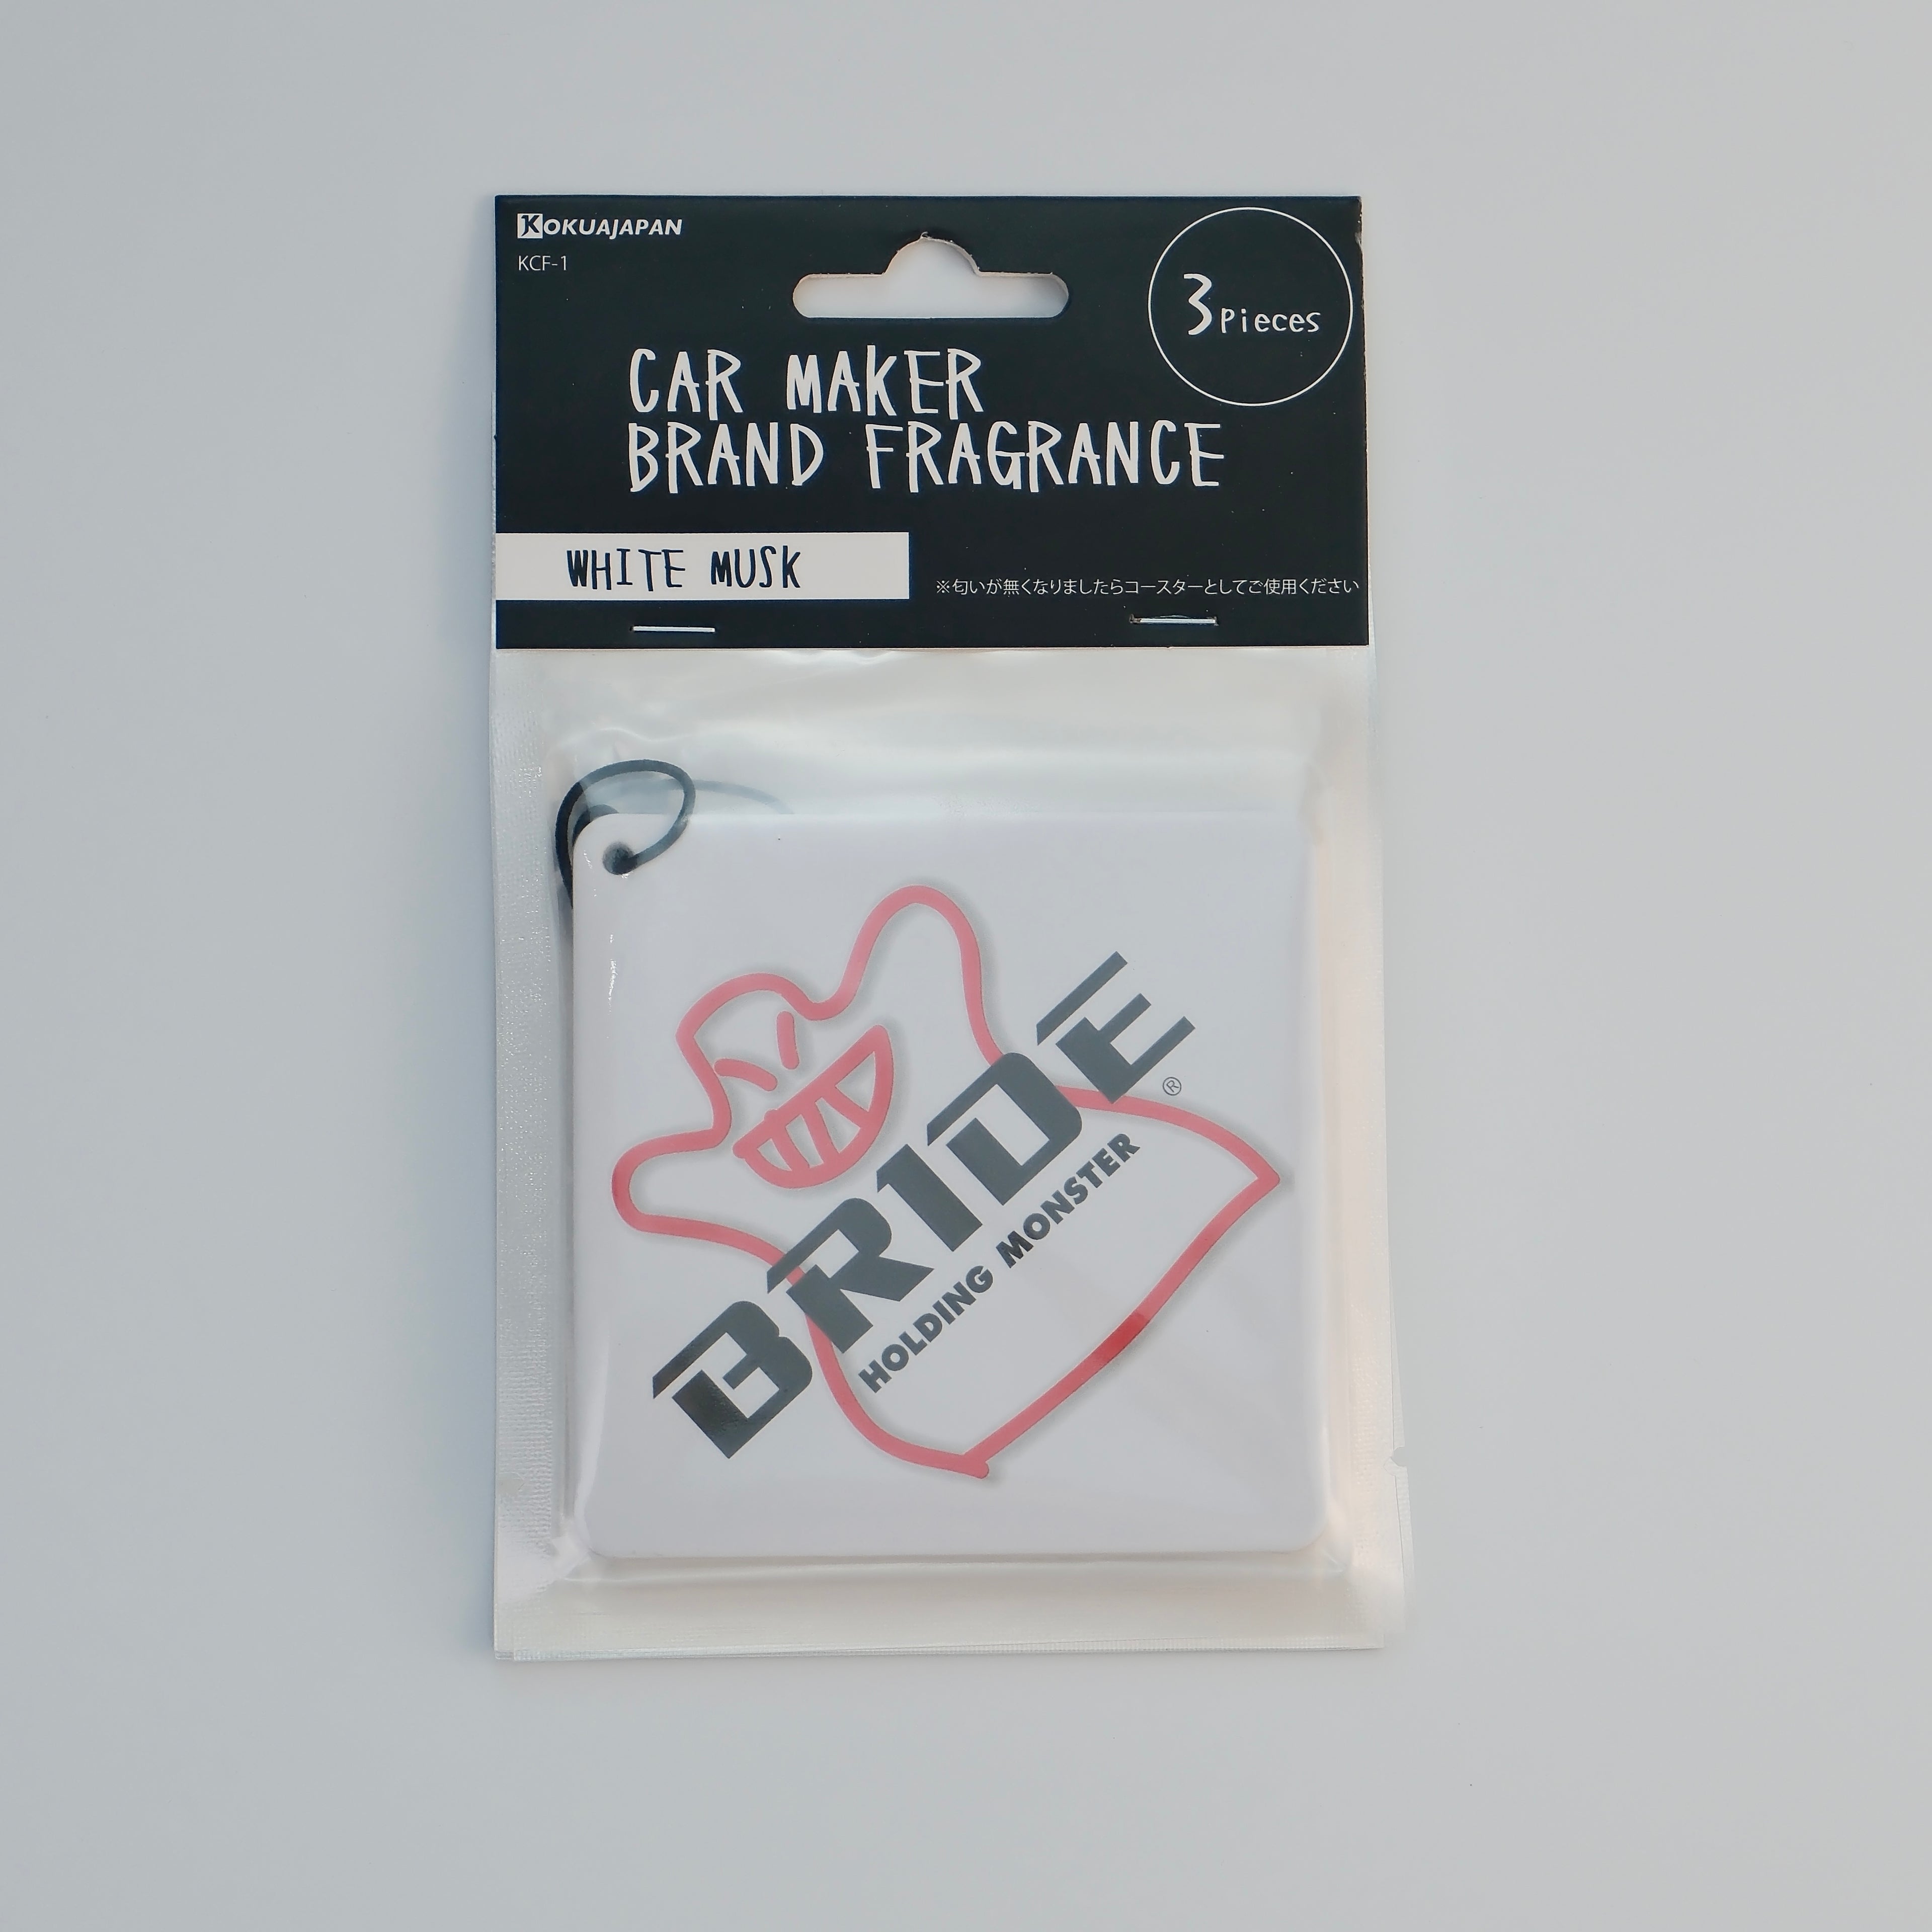 KOKUAJAPAN
KCF-1
3 Pieces
CAR MAKER
BRAND FRAGRANCE
WHITE MUSK
※匂いが無くなりましたらコースターとしてご使用ください
BRIDE®
HOLDING MONSTER